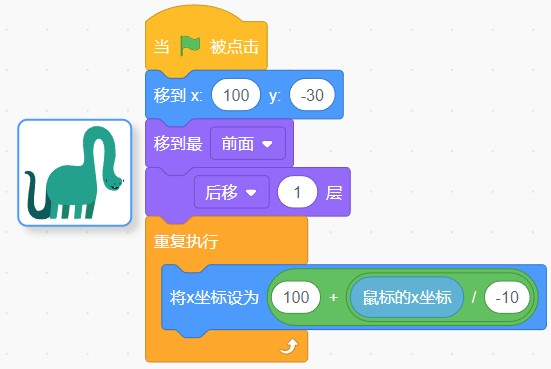 当 被点击
移到 x: 100 y: -30
移到最 前面
后移 1 层
重复执行
将x坐标设为 100 + 鼠标的x坐标 / -10